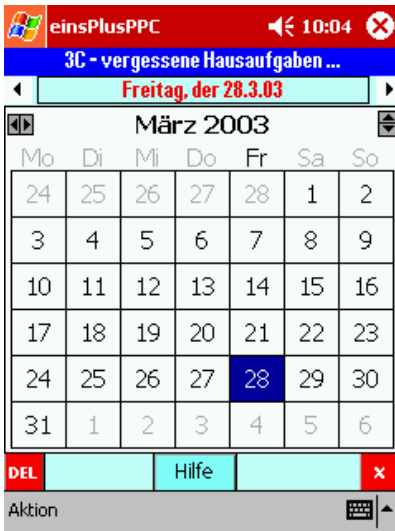 einsPlusPPC 10:04
3C - vergessene Hausaufgaben ...
Freitag, der 28.3.03
März 2003
Mo Di Mi Do Fr Sa So
24 25 26 27 28 1 2
3 4 5 6 7 8 9
10 11 12 13 14 15 16
17 18 19 20 21 22 23
24 25 26 27 28 29 30
31 1 2 3 4 5 6
DEL Hilfe x
Aktion